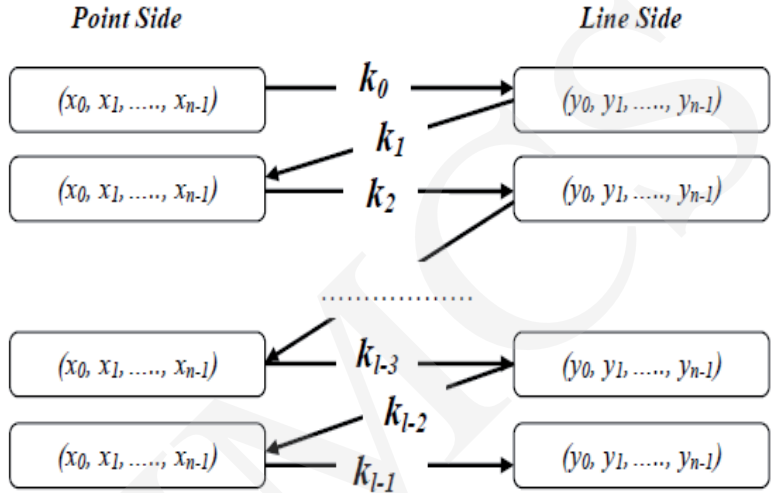 Point Side Line Side
(x0, x1, ....., xn-1) k0 (y0, y1, ....., yn-1)
k1
(x0, x1, ....., xn-1) k2 (y0, y1, ....., yn-1)
....................
(x0, x1, ....., xn-1) kl-3 (y0, y1, ....., yn-1)
kl-2
(x0, x1, ....., xn-1) kl-1 (y0, y1, ....., yn-1)